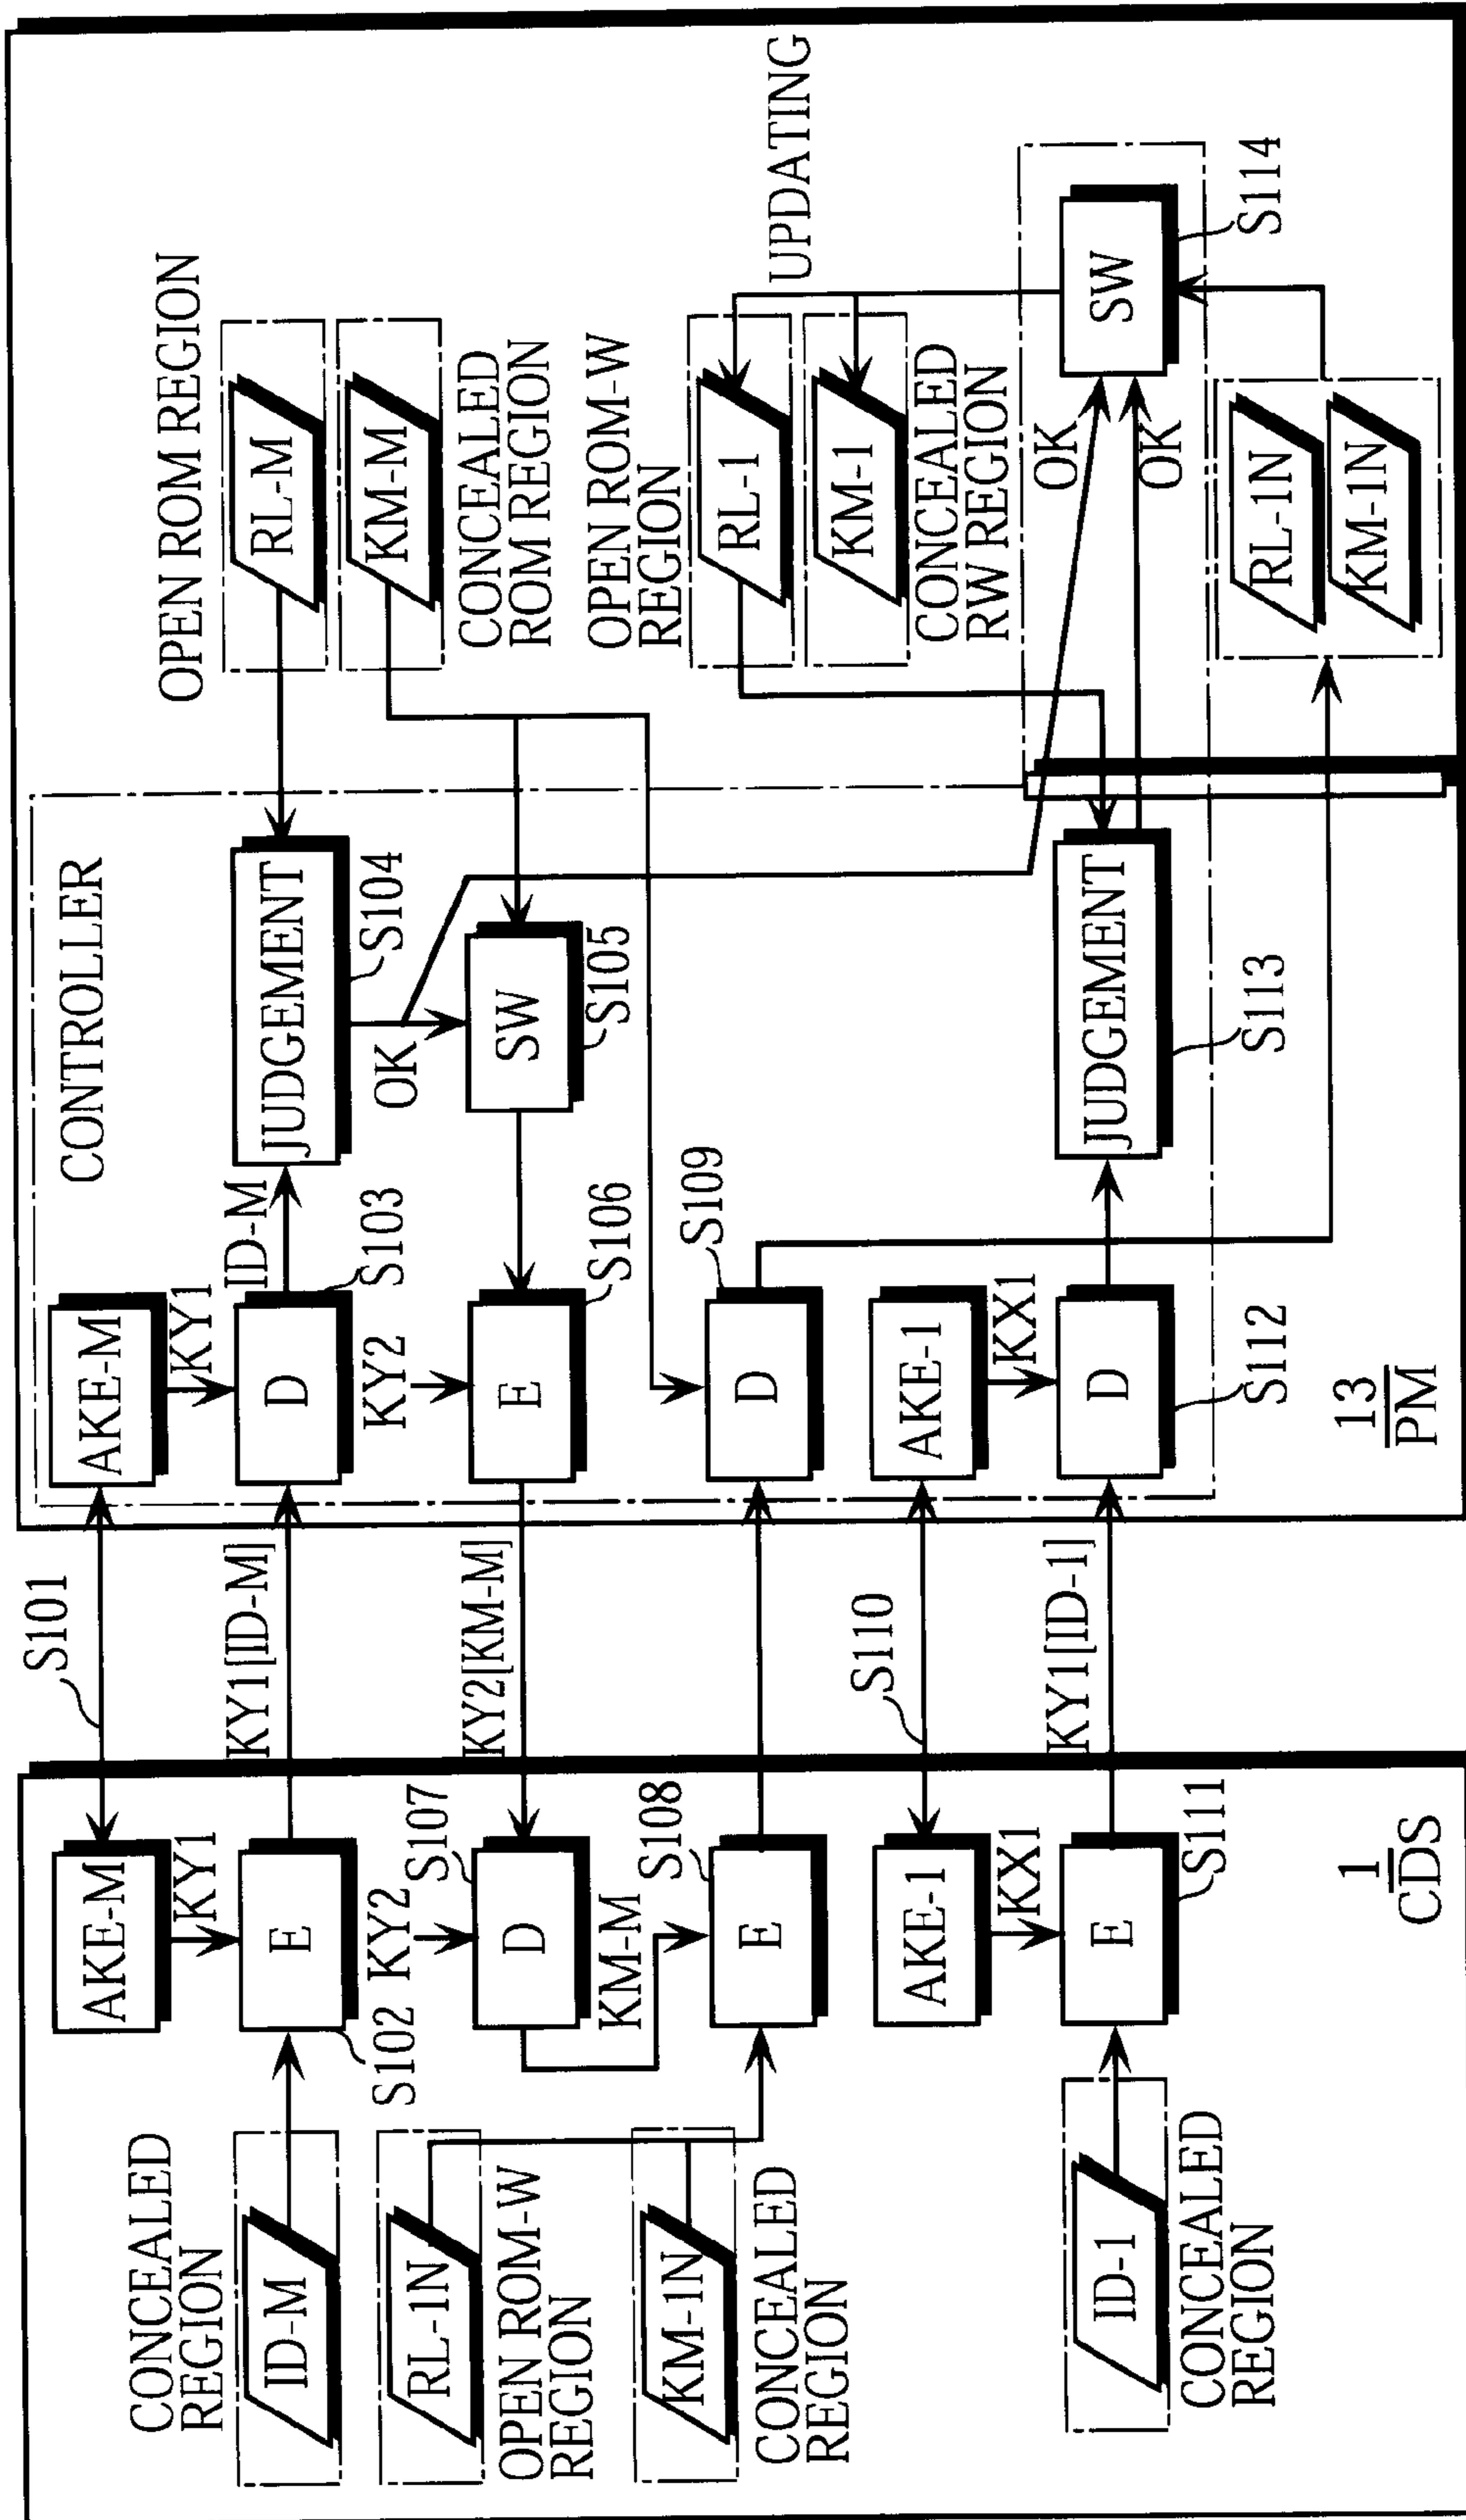 CONCEALED
REGION
ID-M
RL-1N
OPEN ROM-W
REGION
KM-1N
CONCEALED
REGION
ID-1
CONCEALED
REGION
AKE-M
KY1
E
S102
KY2
D
S107
KM-M
E
S108
AKE-1
KX1
E
S111
1
CDS
S101
KY1[ID-M]
KY2[KM-M]
S110
KY1[ID-1]
CONTROLLER
AKE-M
KY1
D
S103
ID-M
JUDGEMENT
S104
OK
SW
S105
KY2
E
S106
D
S109
AKE-1
KX1
D
S112
JUDGEMENT
S113
13
PM
OPEN ROM REGION
RL-M
KM-M
CONCEALED
ROM REGION
OPEN ROM-W
REGION
RL-1
KM-1
CONCEALED
RW REGION
UPDATING
OK
OK
SW
S114
RL-1N
KM-1N